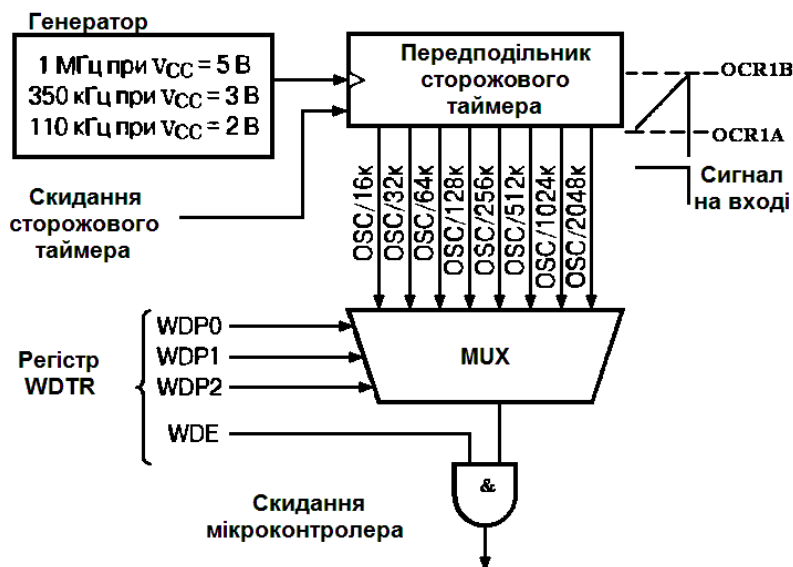 Генератор
1 МГц при VCC = 5 В
350 кГц при VCC = 3 В
110 кГц при VCC = 2 В
Передподільник
сторожового
таймера
OCR1B
OCR1A
Сигнал
на вході
Скидання
сторожового
таймера
OSC/16к
OSC/32к
OSC/64к
OSC/128к
OSC/256к
OSC/512к
OSC/1024к
OSC/2048к
Регістр
WDTR
WDP0
WDP1
WDP2
WDE
MUX
&
Скидання
мікроконтролера